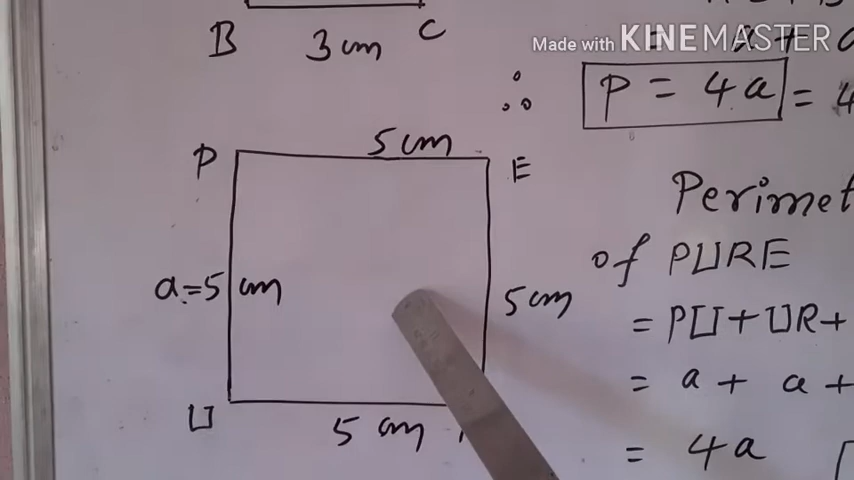 B 3 cm C
Made with KINEMASTER
= a + a
∴ P = 4a = 4
P 5 cm E
Perimet
of PURE
a = 5 cm 5 cm
= PU + UR +
= a + a +
U 5 cm
= 4a